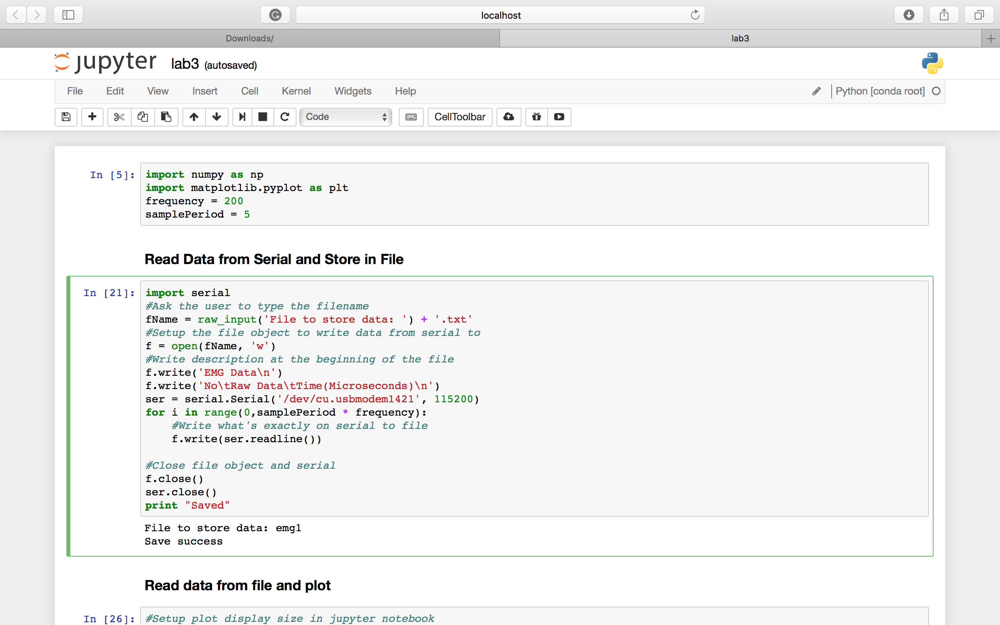 localhost
Downloads/
lab3
jupyter lab3 (autosaved)
File Edit View Insert Cell Kernel Widgets Help Python [conda root]
Code CellToolbar
In [5]: import numpy as np
import matplotlib.pyplot as plt
frequency = 200
samplePeriod = 5
Read Data from Serial and Store in File
In [21]: import serial
#Ask the user to type the filename
fName = raw_input('File to store data: ') + '.txt'
#Setup the file object to write data from serial to
f = open(fName, 'w')
#Write description at the beginning of the file
f.write('EMG Data\n')
f.write('No\tRaw Data\tTime(Microseconds)\n')
ser = serial.Serial('/dev/cu.usbmodem1421', 115200)
for i in range(0,samplePeriod * frequency):
    #Write what's exactly on serial to file
    f.write(ser.readline())
#Close file object and serial
f.close()
ser.close()
print "Saved"
File to store data: emg1
Save success
Read data from file and plot
In [26]: #Setup plot display size in jupyter notebook